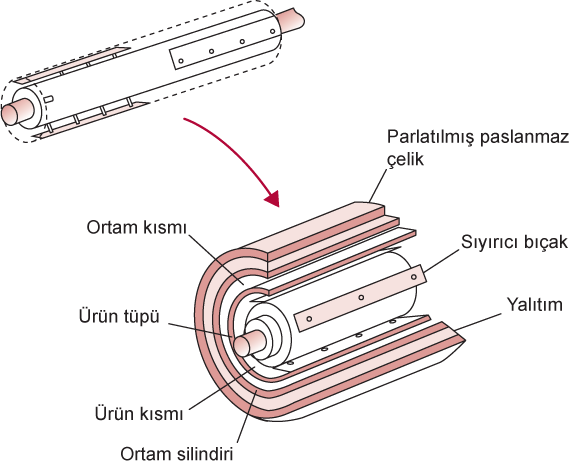 Parlatılmış paslanmaz
çelik
Ortam kısmı
Sıyırıcı bıçak
Yalıtım
Ürün tüpü
Ürün kısmı
Ortam silindiri